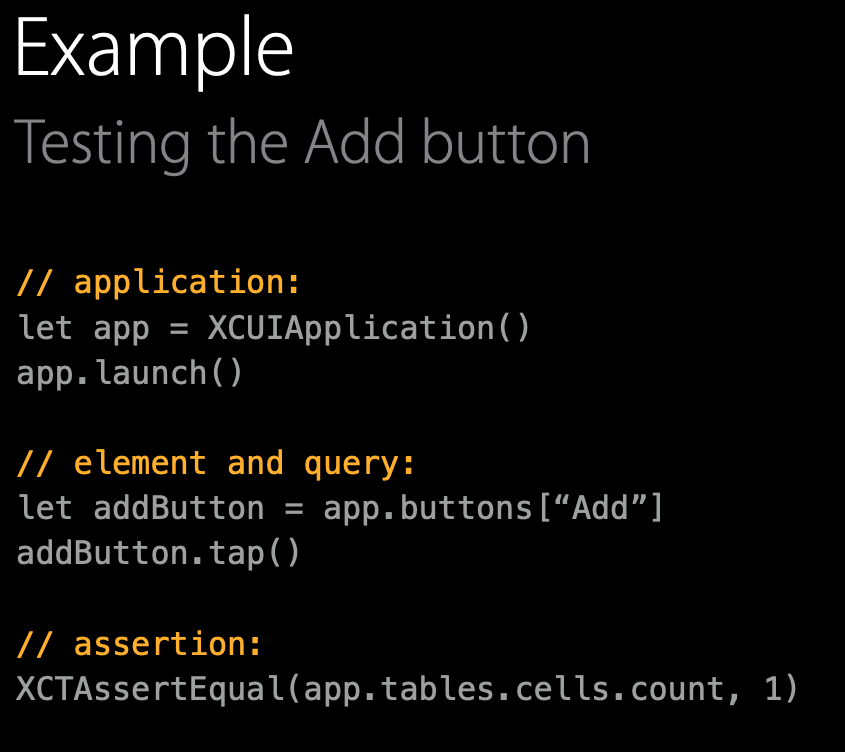 Example
Testing the Add button
// application:
let app = XCUIApplication()
app.launch()
// element and query:
let addButton = app.buttons[“Add”]
addButton.tap()
// assertion:
XCTAssertEqual(app.tables.cells.count, 1)